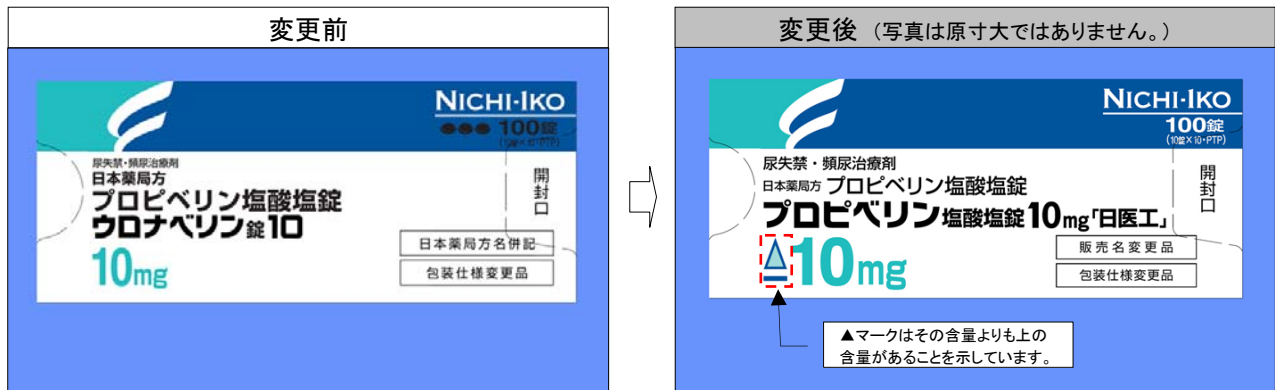 変更前
NICHI-IKO
●●● 100錠
(10錠×10・PTP)
尿失禁・頻尿治療剤
日本薬局方
プロピベリン塩酸塩錠
ウロナベリン錠10
10mg
開封口
日本薬局方名併記
包装仕様変更品
変更後 (写真は原寸大ではありません。)
NICHI-IKO
100錠
(10錠×10・PTP)
尿失禁・頻尿治療剤
日本薬局方 プロピベリン塩酸塩錠
プロピベリン塩酸塩錠10mg「日医工」
10mg
開封口
販売名変更品
包装仕様変更品
▲マークはその含量よりも上の
含量があることを示しています。